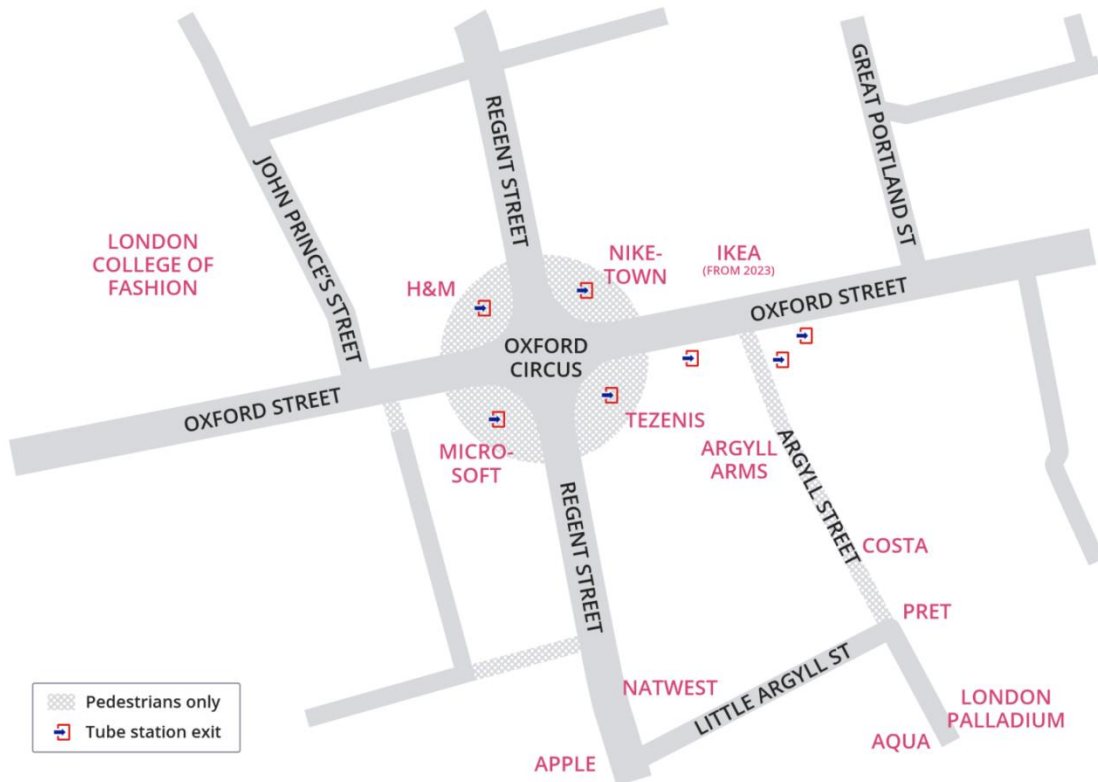 GREAT PORTLAND ST
REGENT STREET
JOHN PRINCE'S STREET
LONDON
COLLEGE OF
FASHION
H&M
NIKE-
TOWN
IKEA
(FROM 2023)
OXFORD STREET
OXFORD
CIRCUS
OXFORD STREET
MICRO-
SOFT
TEZENIS
ARGYLL
ARMS
ARGYLL STREET
REGENT STREET
COSTA
PRET
NATWEST
LITTLE ARGYLL ST
LONDON
PALLADIUM
AQUA
APPLE
Pedestrians only
Tube station exit